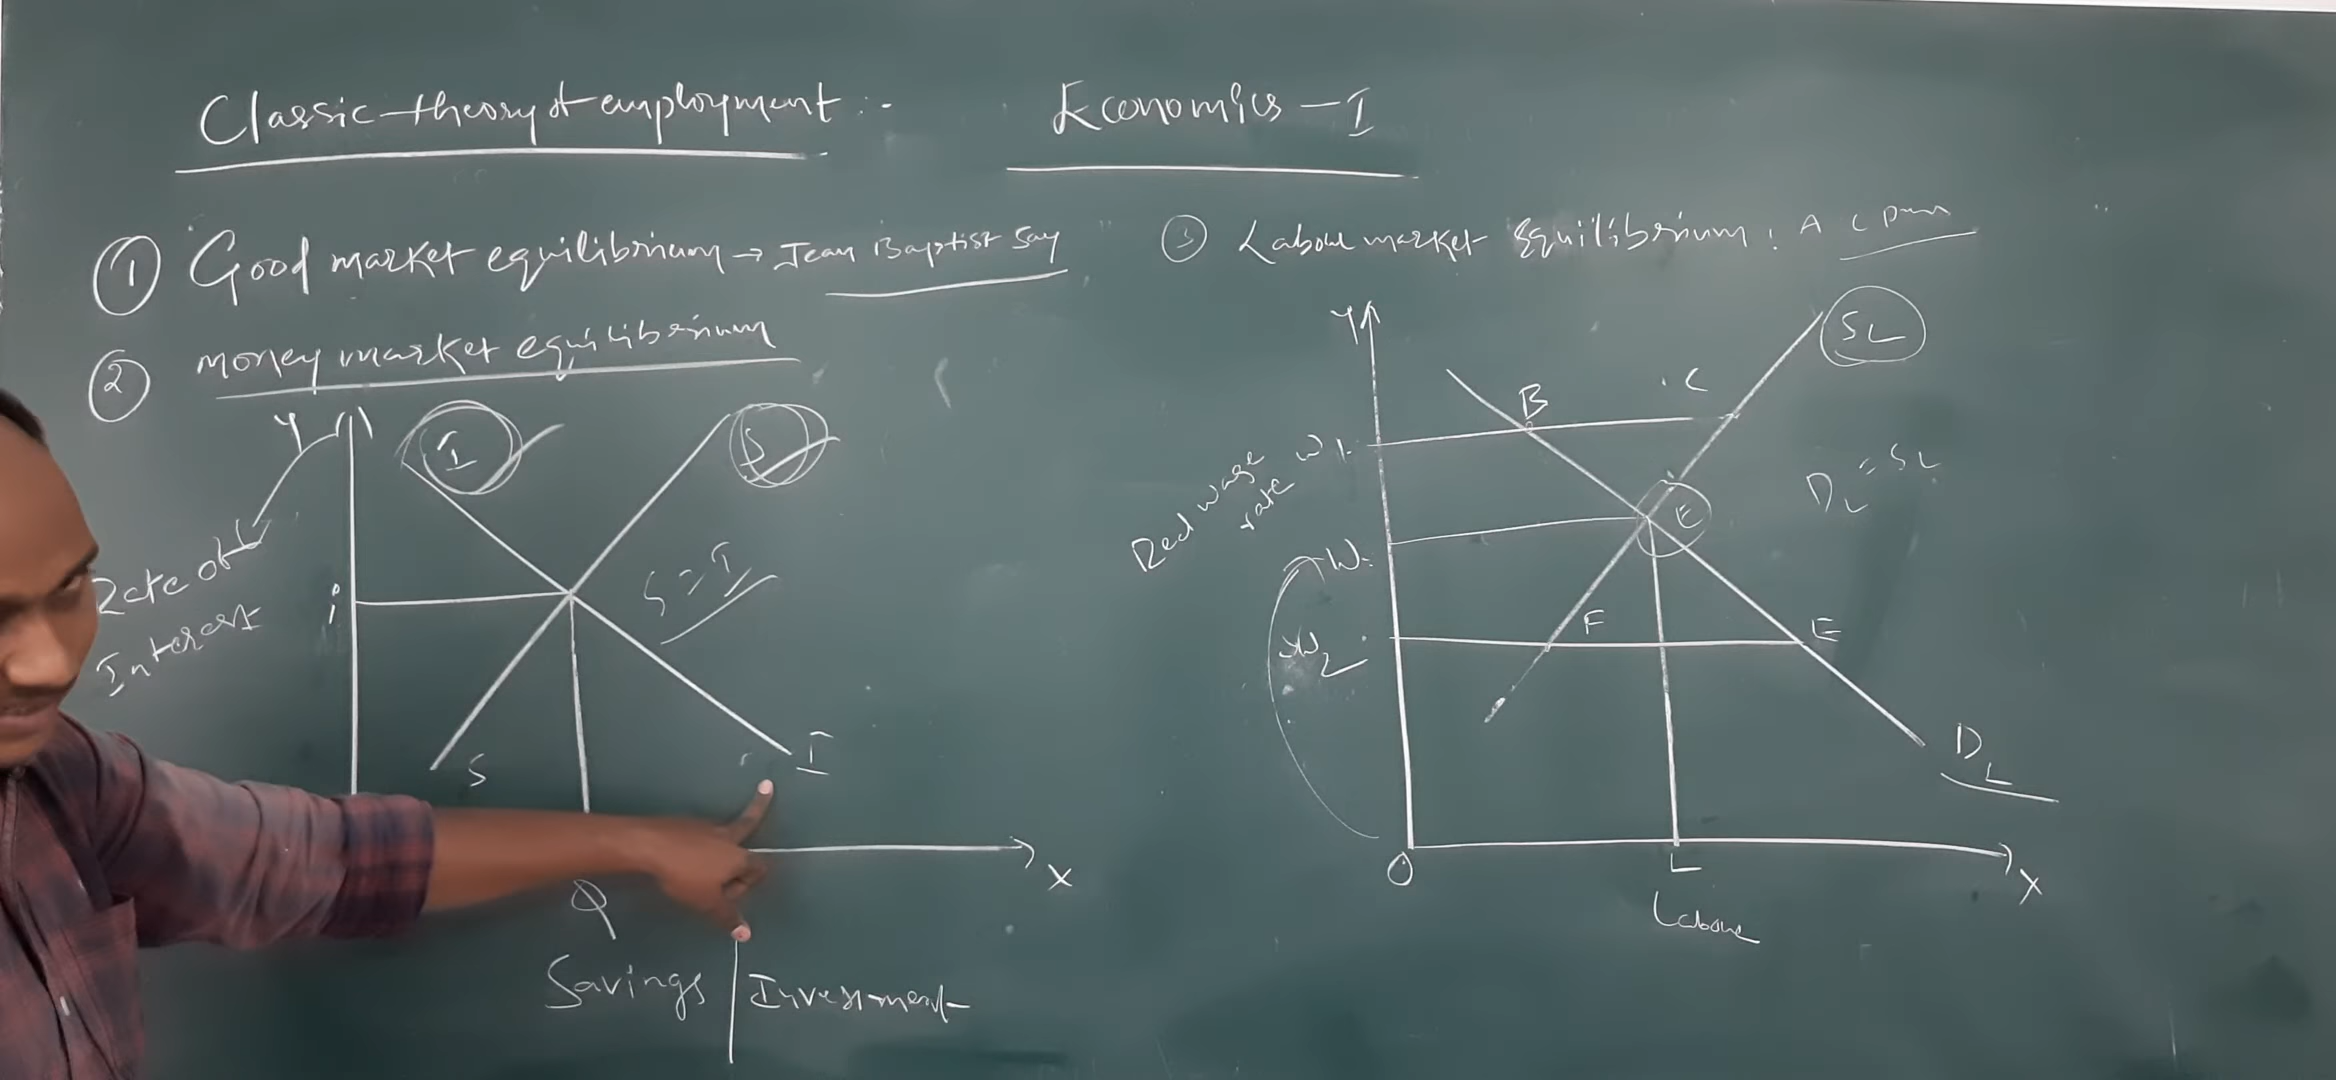 Classic theory of employment :-
Economics - I
① Good market equilibrium → Jean Baptist Say
② money market equilibrium
Y
I
S
Rate of
Interest
i
S = I
S
I
X
Q
Savings | Investment
③ Labour market Equilibrium : A C
Y
SL
B
C
W1
Real wage
rate
DL = SL
E
W
F
E
W2
DL
O
L
X
Labour